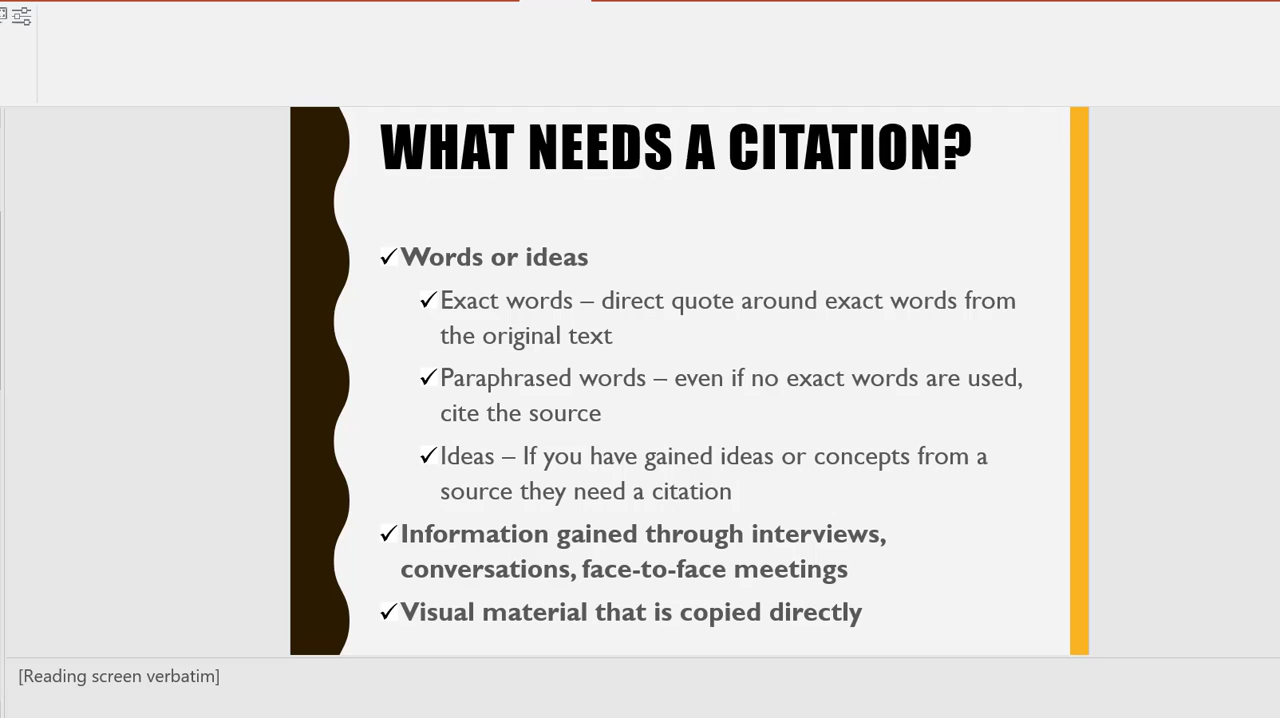 WHAT NEEDS A CITATION?
✓Words or ideas
✓Exact words – direct quote around exact words from
the original text
✓Paraphrased words – even if no exact words are used,
cite the source
✓Ideas – If you have gained ideas or concepts from a
source they need a citation
✓Information gained through interviews,
conversations, face-to-face meetings
✓Visual material that is copied directly
[Reading screen verbatim]